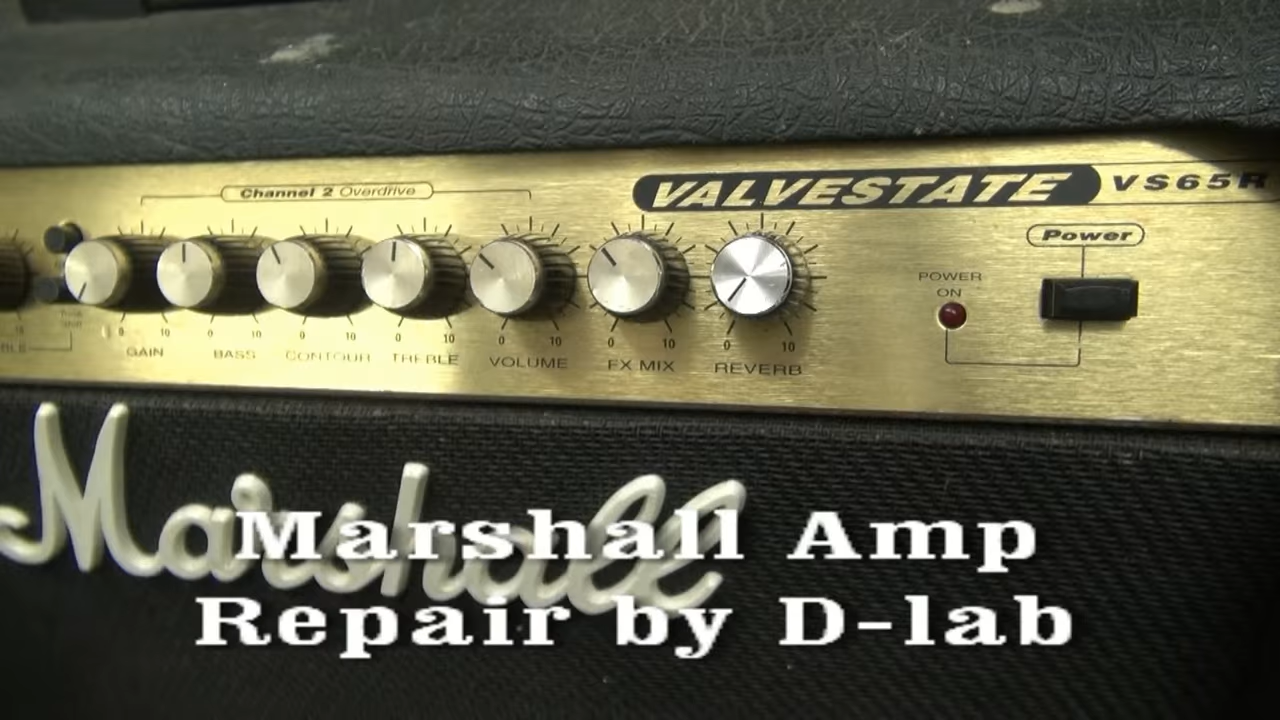 Channel 2 Overdrive
VALVESTATE VS65R
Power
POWER
ON
0 10 0 10 0 10 0 10 0 10 0 10 0 10
GAIN BASS CONTOUR TREBLE VOLUME FX MIX REVERB
Marshall
Marshall Amp
Repair by D-lab